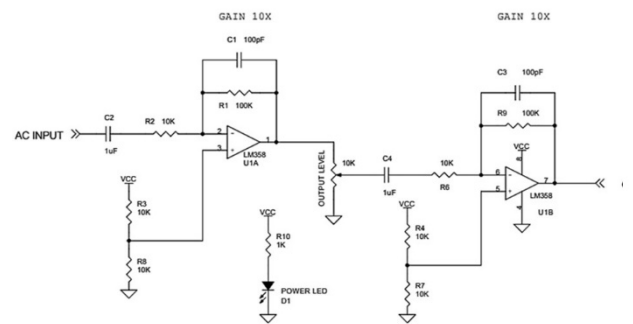 GAIN 10X
GAIN 10X
C1 100pF
C3 100pF
R1 100K
R9 100K
C2
R2 10K
AC INPUT
1uF
2
3
1
LM358
U1A
VCC
R3
10K
R8
10K
OUTPUT LEVEL
10K
C4
1uF
10K
R6
VCC
8
6
5
7
4
LM358
U1B
VCC
R4
10K
R7
10K
VCC
R10
1K
POWER LED
D1